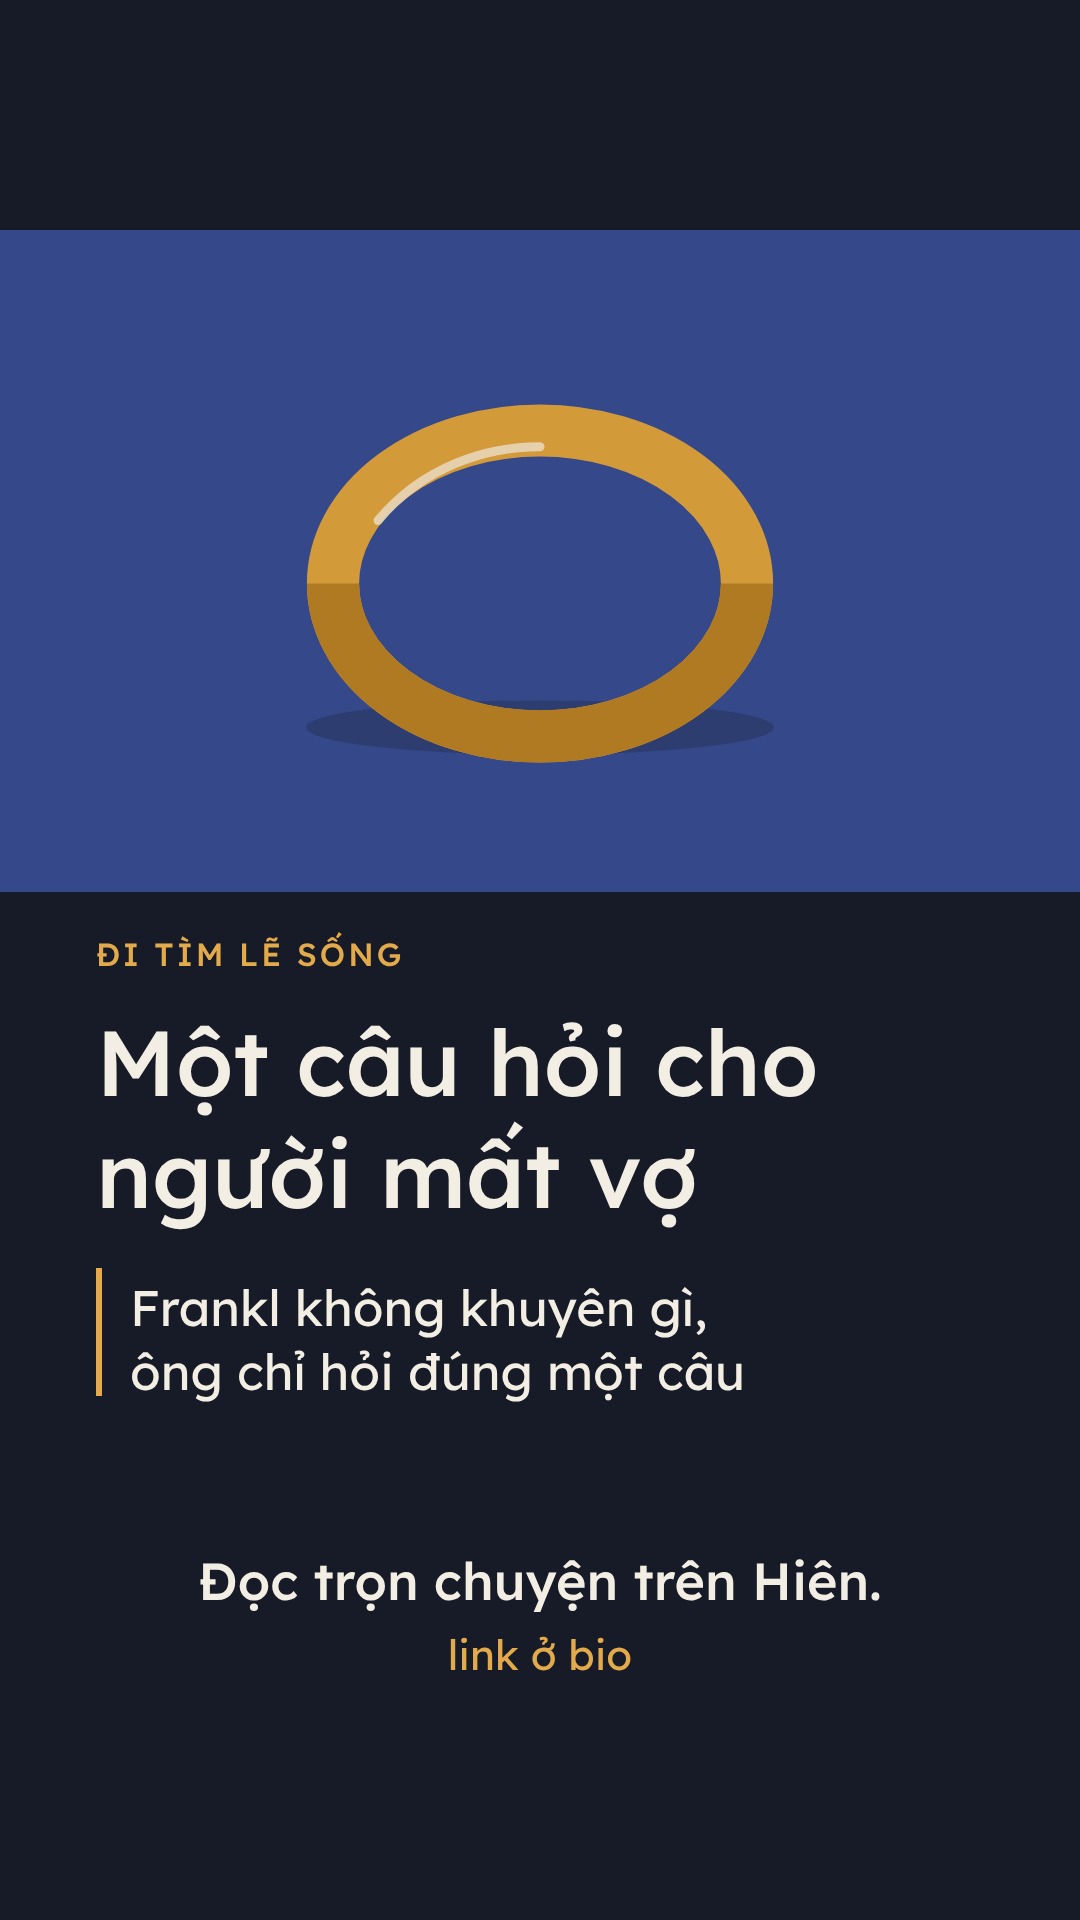 ĐI TÌM LẼ SỐNG
Một câu hỏi cho
người mất vợ
Frankl không khuyên gì,
ông chỉ hỏi đúng một câu
Đọc trọn chuyện trên Hiên.
link ở bio